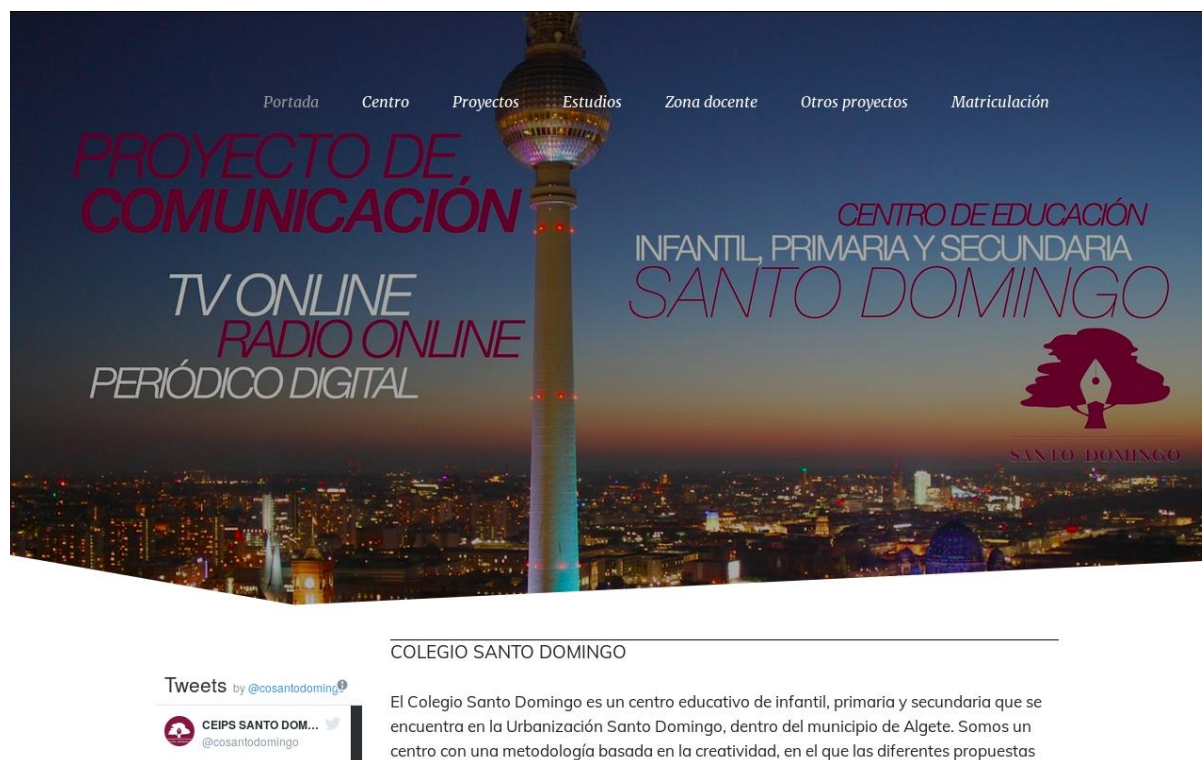 Portada Centro Proyectos Estudios Zona docente Otros proyectos Matriculación
PROYECTO DE
COMUNICACIÓN
TV ONLINE
RADIO ONLINE
PERIÓDICO DIGITAL
CENTRO DE EDUCACIÓN
INFANTIL, PRIMARIA Y SECUNDARIA
SANTO DOMINGO
SANTO DOMINGO
Tweets by @cosantodoming
CEIPS SANTO DOM...
@cosantodomingo
COLEGIO SANTO DOMINGO
El Colegio Santo Domingo es un centro educativo de infantil, primaria y secundaria que se
encuentra en la Urbanización Santo Domingo, dentro del municipio de Algete. Somos un
centro con una metodología basada en la creatividad, en el que las diferentes propuestas